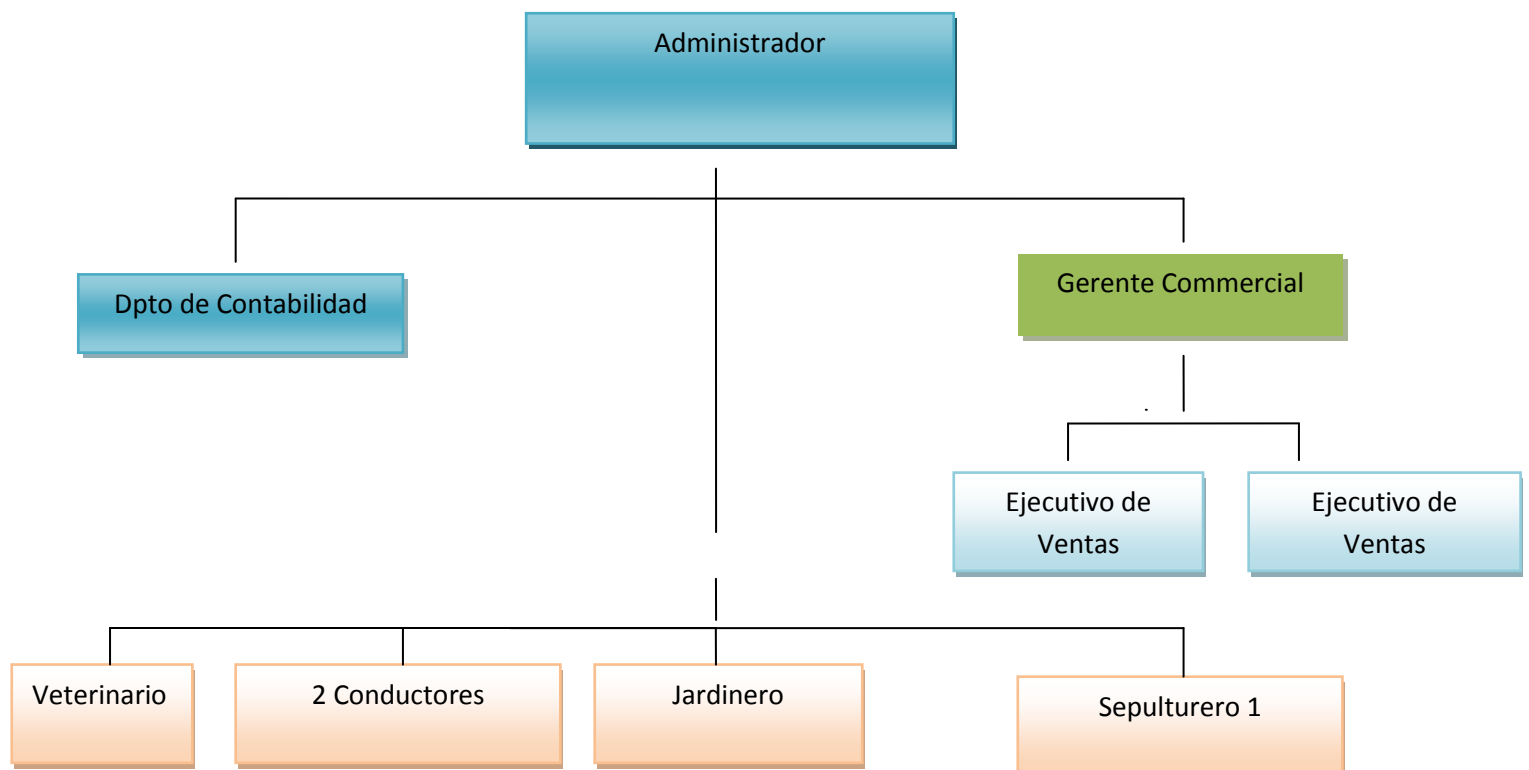 Administrador
Dpto de Contabilidad
Gerente Commercial
Ejecutivo de
Ventas
Ejecutivo de
Ventas
Veterinario
2 Conductores
Jardinero
Sepulturero 1